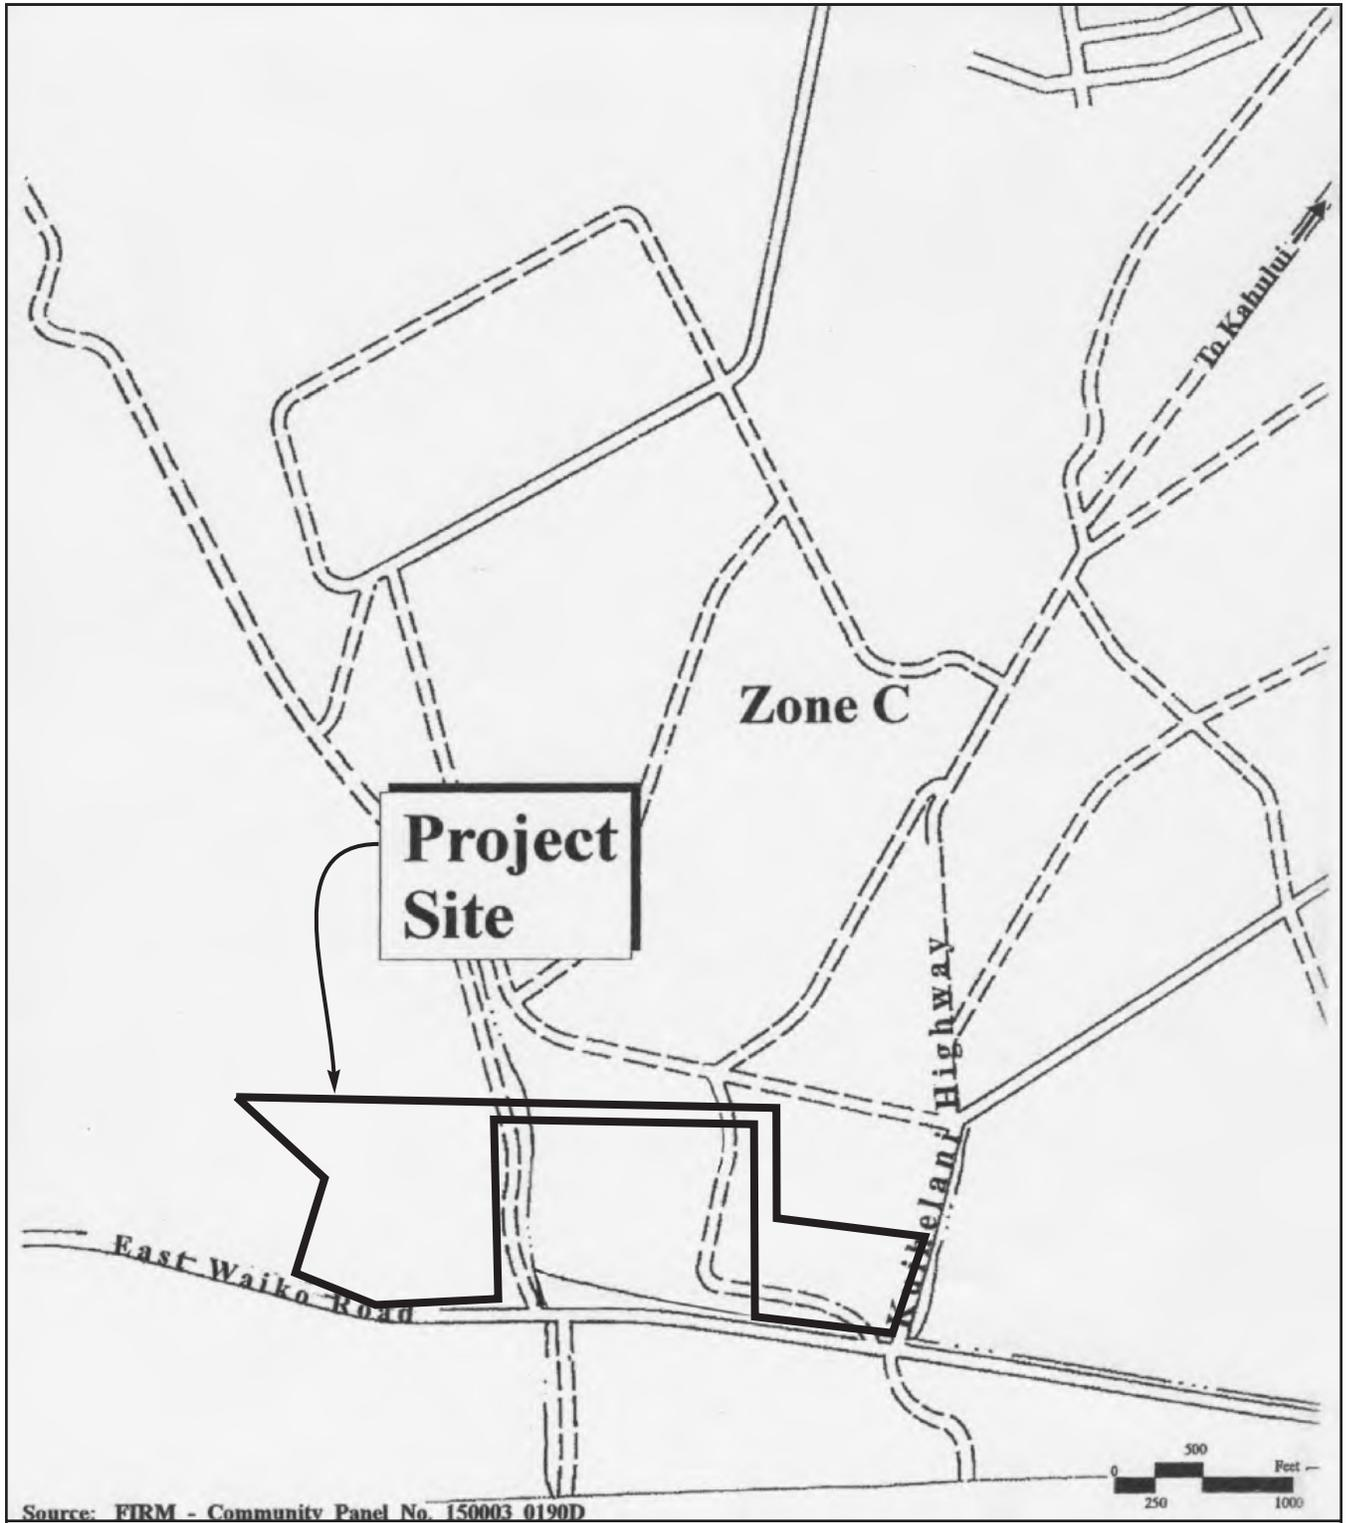 To Kahului
Zone C
Project
Site
Kuihelani Highway
East Waiko Road
0
500
Feet
250
1000
Source: FIRM - Community Panel No. 150003 0190D